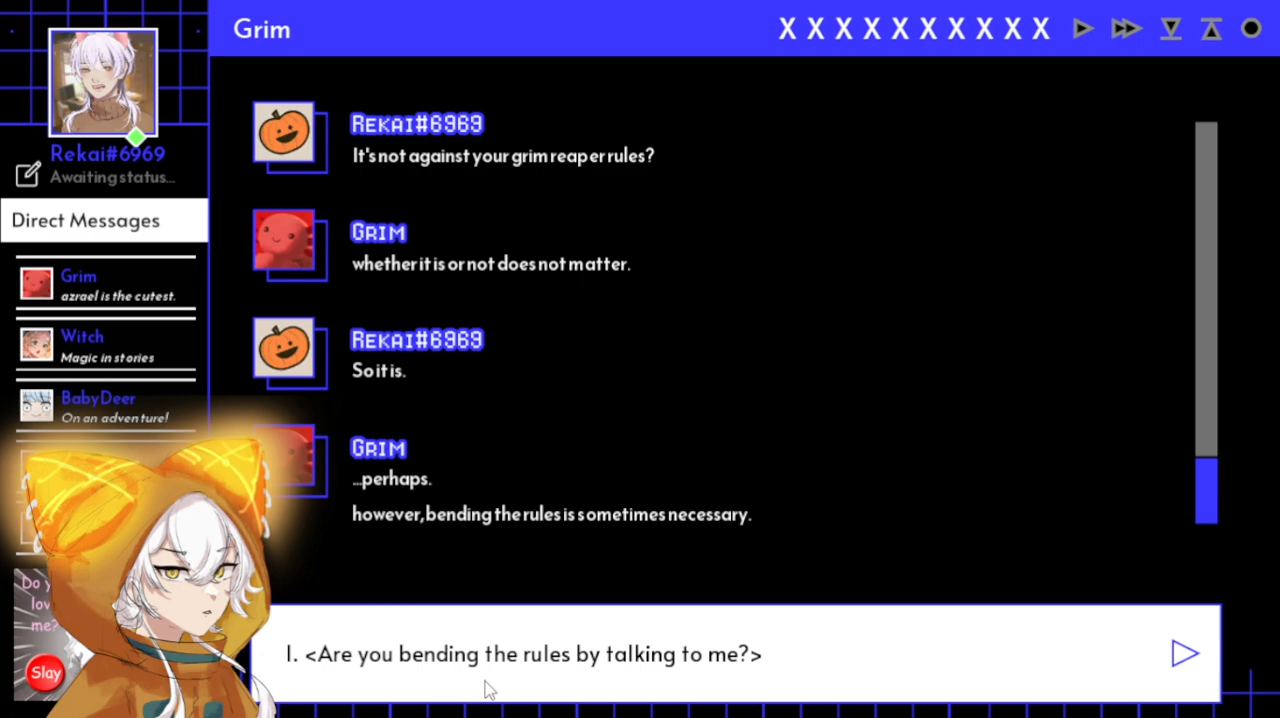 Grim
X X X X X X X X X X
Rekai#6969
Awaiting status...
Direct Messages
Grim
azrael is the cutest.
Witch
Magic in stories
BabyDeer
On an adventure!
Do y
lov
me?
Slay
Rekai#6969
It's not against your grim reaper rules?
Grim
whether it is or not does not matter.
Rekai#6969
So it is.
Grim
...perhaps.
however, bending the rules is sometimes necessary.
1. <Are you bending the rules by talking to me?>